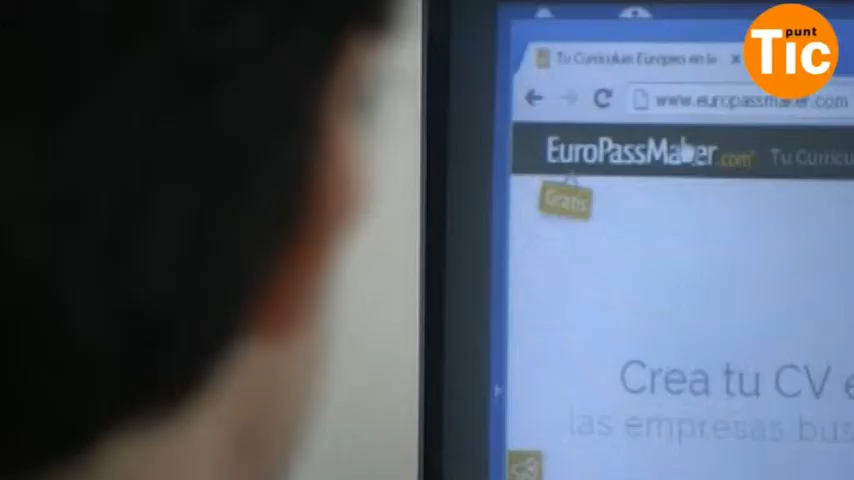 punt
TIC
Tu Curriculum Europeo en la
www.europassmaker.com
EuroPassMaker.com
Tu Curricu
Gratis
Crea tu CV e
las empresas bus